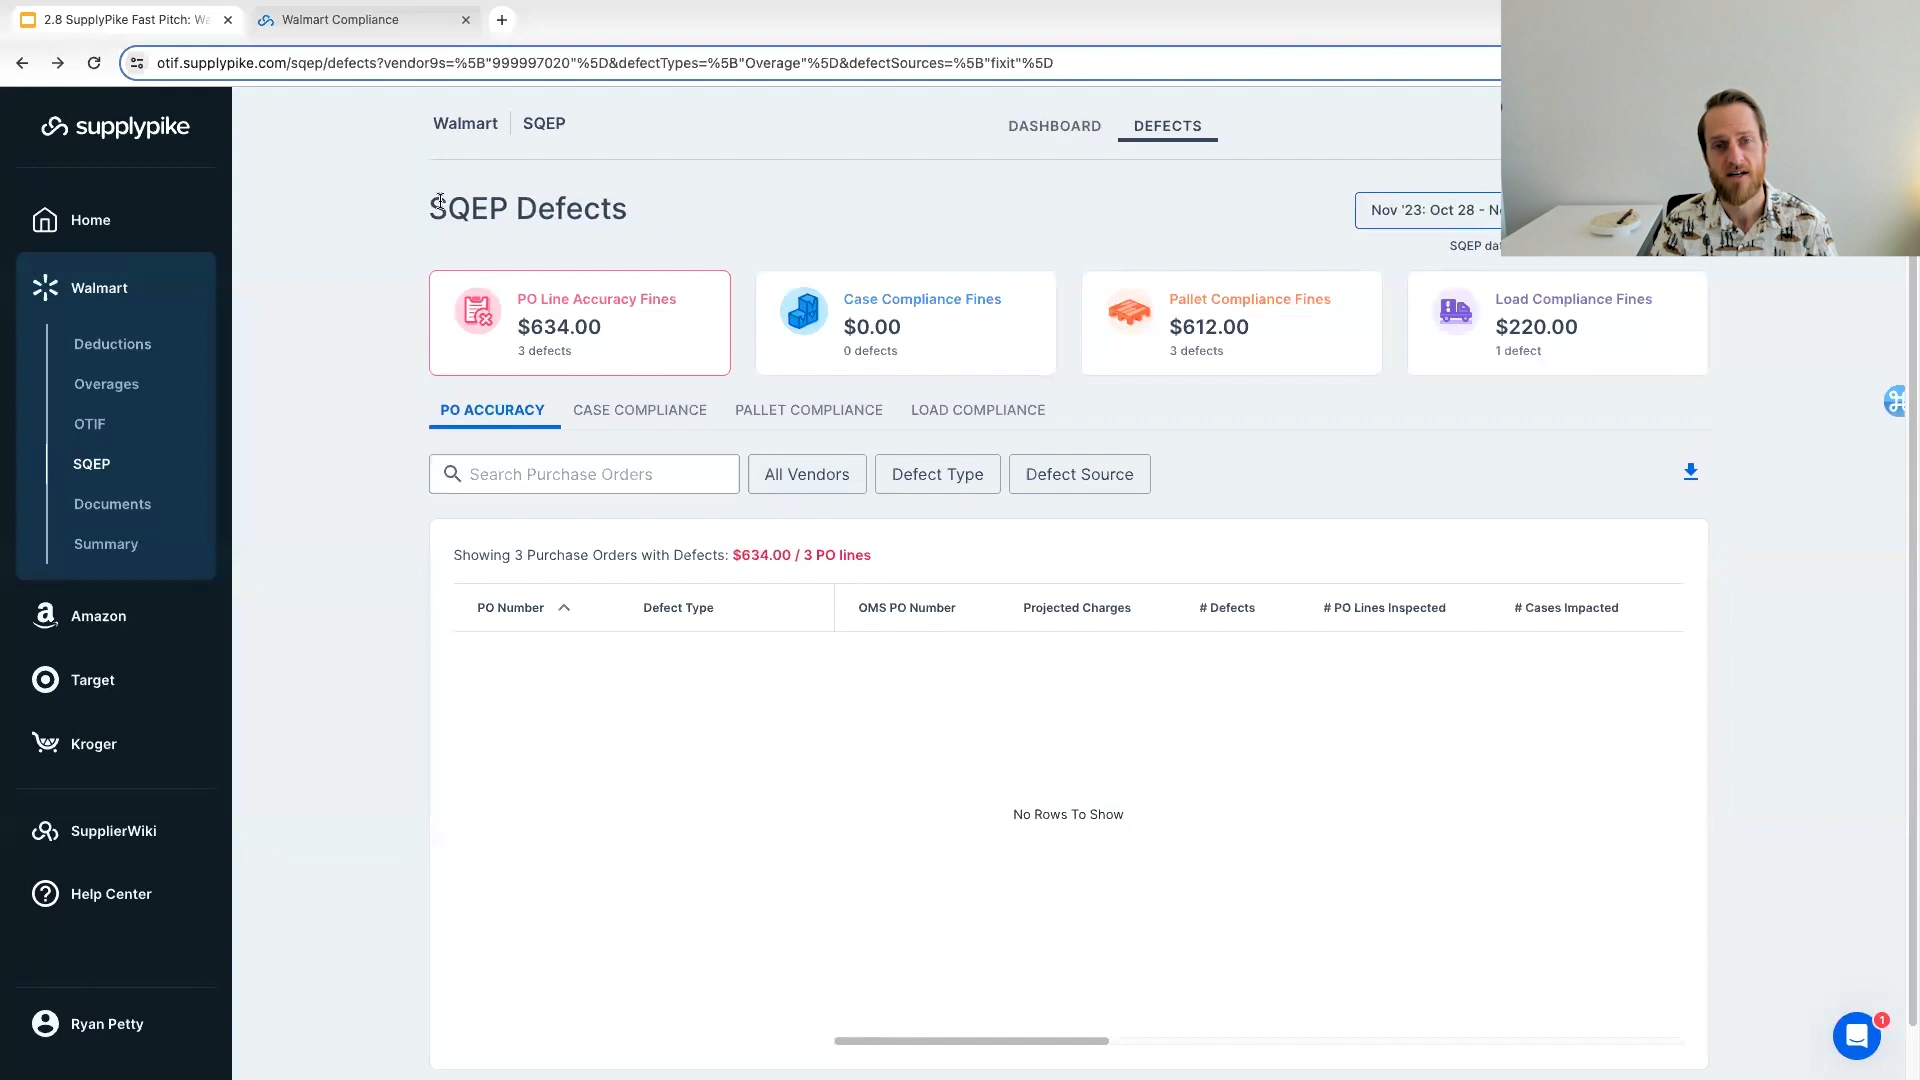 2.8 SupplyPike Fast Pitch: Wa
Walmart Compliance
otif.supplypike.com/sqep/defects?vendor9s=%5B"999997020"%5D&defectTypes=%5B"Overage"%5D&defectSources=%5B"fixit"%5D
supplypike
Home
Walmart
Deductions
Overages
OTIF
SQEP
Documents
Summary
Amazon
Target
Kroger
SupplierWiki
Help Center
Ryan Petty
Walmart | SQEP
DASHBOARD
DEFECTS
SQEP Defects
Nov '23: Oct 28 - N
SQEP dat
PO Line Accuracy Fines
$634.00
3 defects
Case Compliance Fines
$0.00
0 defects
Pallet Compliance Fines
$612.00
3 defects
Load Compliance Fines
$220.00
1 defect
PO ACCURACY
CASE COMPLIANCE
PALLET COMPLIANCE
LOAD COMPLIANCE
Search Purchase Orders
All Vendors
Defect Type
Defect Source
Showing 3 Purchase Orders with Defects: $634.00 / 3 PO lines
PO Number
Defect Type
OMS PO Number
Projected Charges
# Defects
# PO Lines Inspected
# Cases Impacted
No Rows To Show
1